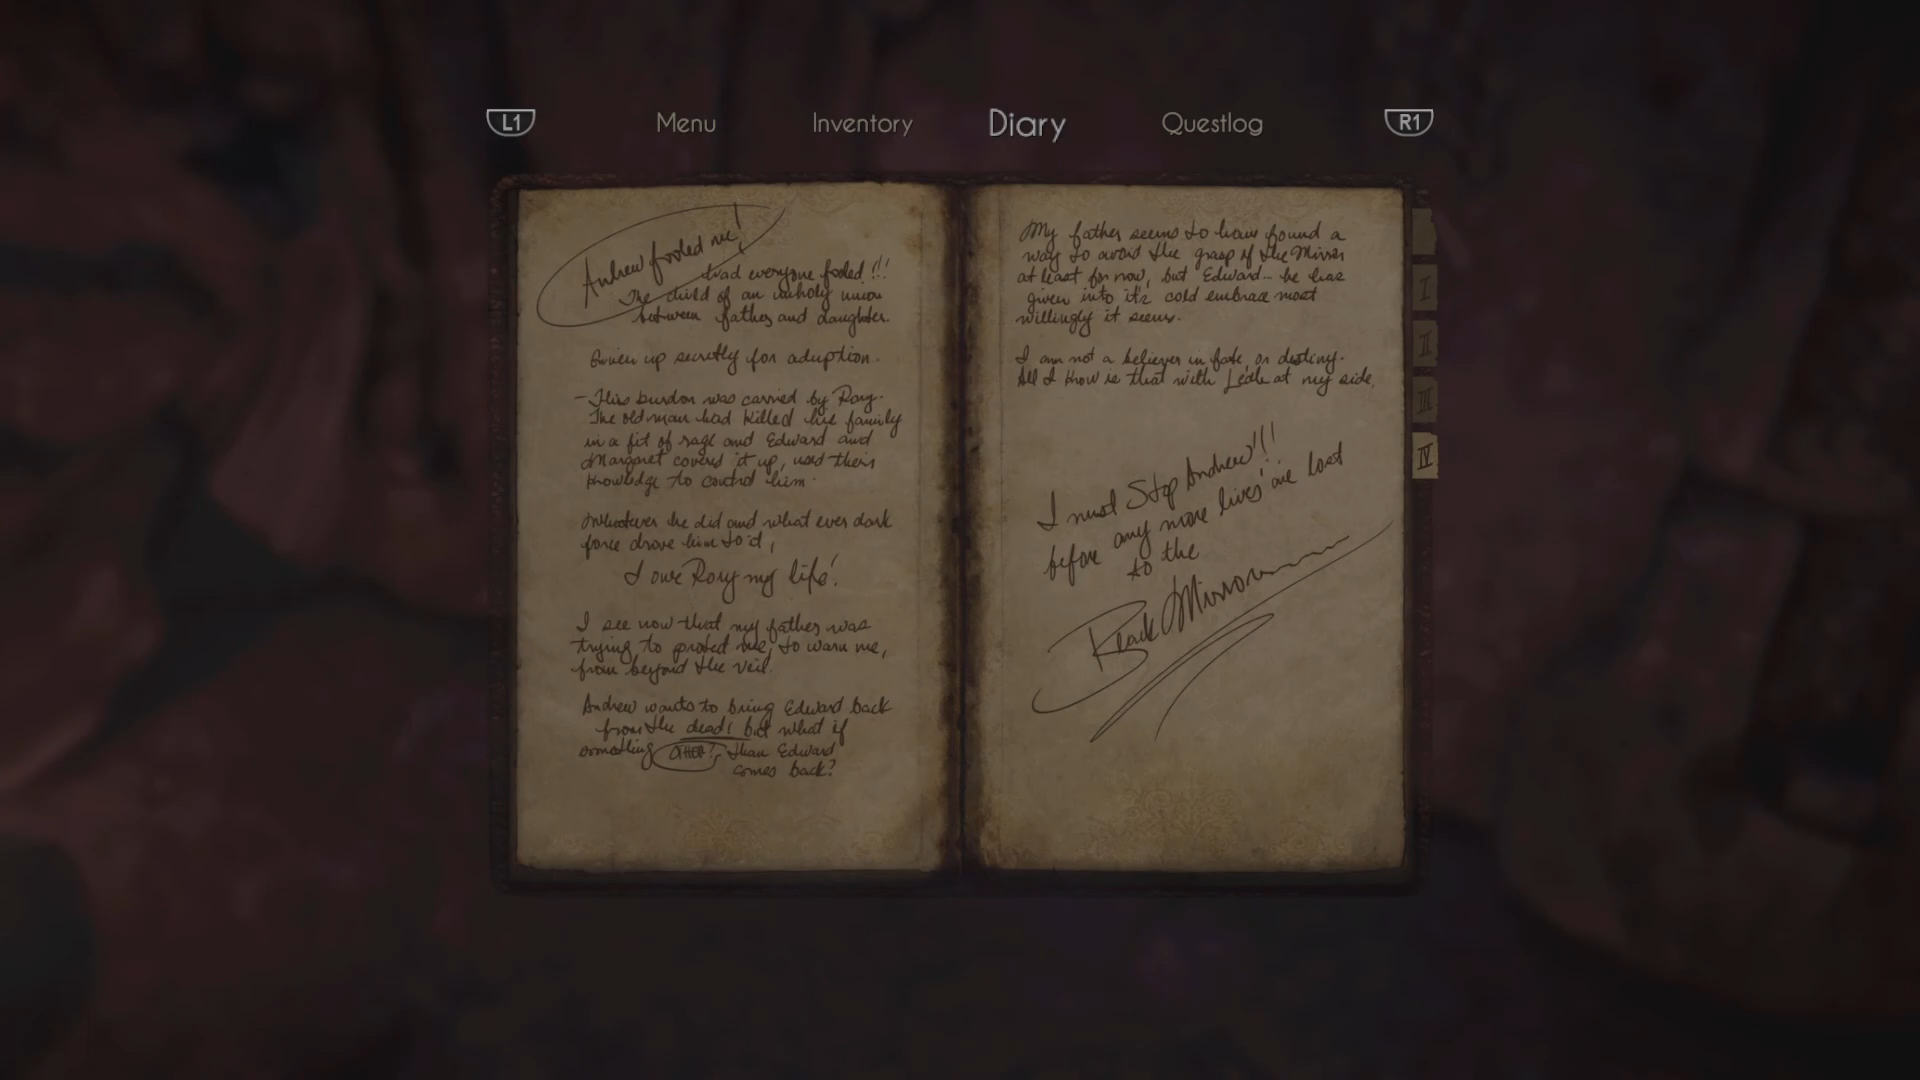 L1 Menu Inventory Diary Questlog R1
Andrew fooled me!
Had everyone fooled!!!
The child of an unholy union
between father and daughter.
Given up secretly for adoption.
- This burdon was carried by Rory.
The old man had killed his family
in a fit of rage and Edward and
Margaret covered it up, used their
knowledge to control him.
Whatever he did and what ever dark
force drove him to it,
I owe Rory my life!
I see now that my father was
trying to protect me, to warn me,
from beyond the veil.
Andrew wants to bring Edward back
from the dead! but what if
something OTHER!, than Edward
comes back?
My father seems to have found a
way to avoid the grasp of the Mirror
at least for now, but Edward... he has
given into it's cold embrace most
willingly it seems.
I am not a believer in fate, or destiny.
All I know is that with Leah at my side,
I must Stop Andrew!!!
before any more lives are lost
to the
Black Mirror
I
II
III
IV